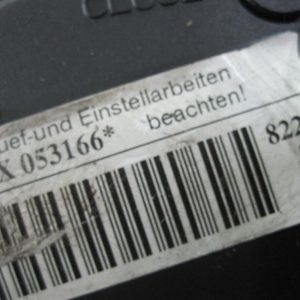 uef-und Einstellarbeiten
beachten!
X 053166*
822